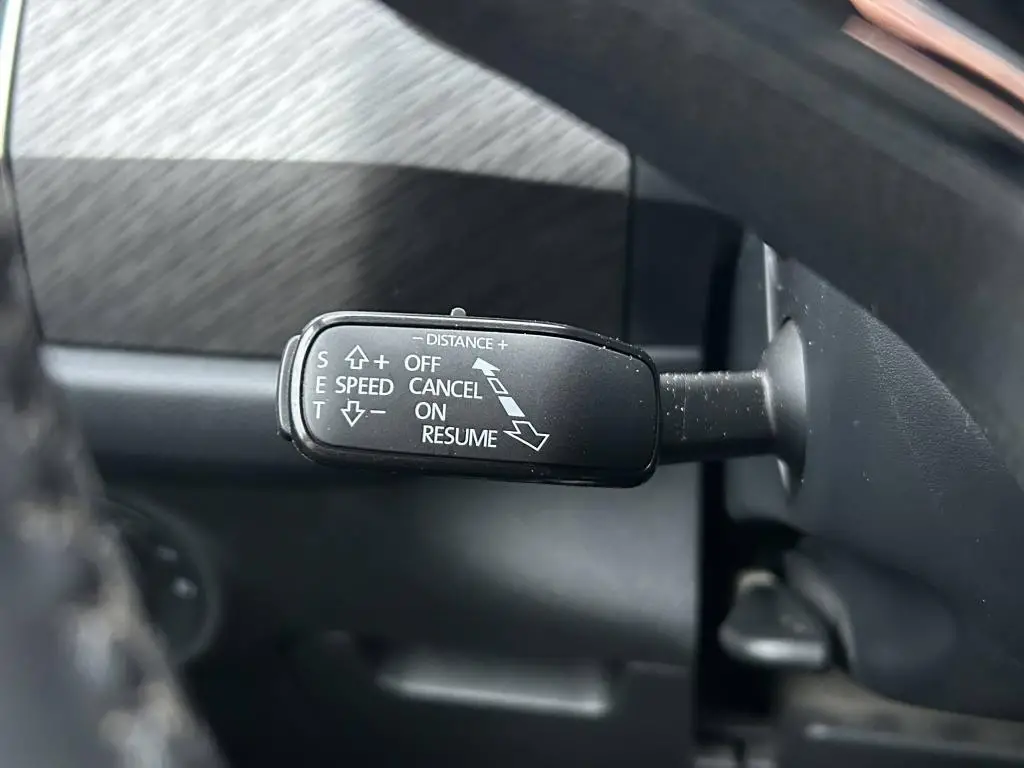 − DISTANCE +
S + OFF
E SPEED CANCEL
T − ON
RESUME